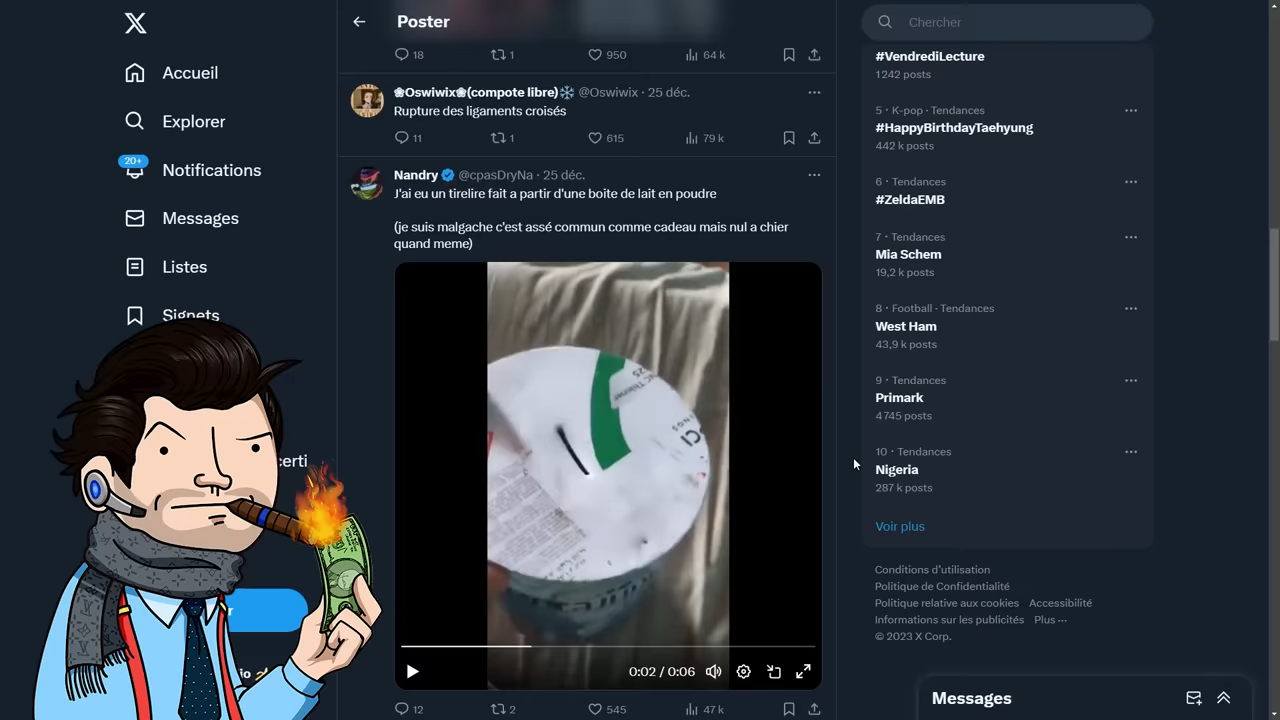 Poster
Chercher
18
1
950
64 k
❀Oswiwix❀(compote libre)❄️ @Oswiwix · 25 déc.
Rupture des ligaments croisés
11
1
615
79 k
Nandry @cpasDryNa · 25 déc.
J'ai eu un tirelire fait a partir d'une boite de lait en poudre
(je suis malgache c'est assé commun comme cadeau mais nul a chier
quand meme)
0:02 / 0:06
12
2
545
47 k
Accueil
Explorer
20+
Notifications
Messages
Listes
Signets
certi
#VendrediLecture
1 242 posts
5 · K-pop · Tendances
#HappyBirthdayTaehyung
442 k posts
6 · Tendances
#ZeldaEMB
7 · Tendances
Mia Schem
19,2 k posts
8 · Football · Tendances
West Ham
43,9 k posts
9 · Tendances
Primark
4 745 posts
10 · Tendances
Nigeria
287 k posts
Voir plus
Conditions d'utilisation
Politique de Confidentialité
Politique relative aux cookies Accessibilité
Informations sur les publicités Plus ···
© 2023 X Corp.
Messages